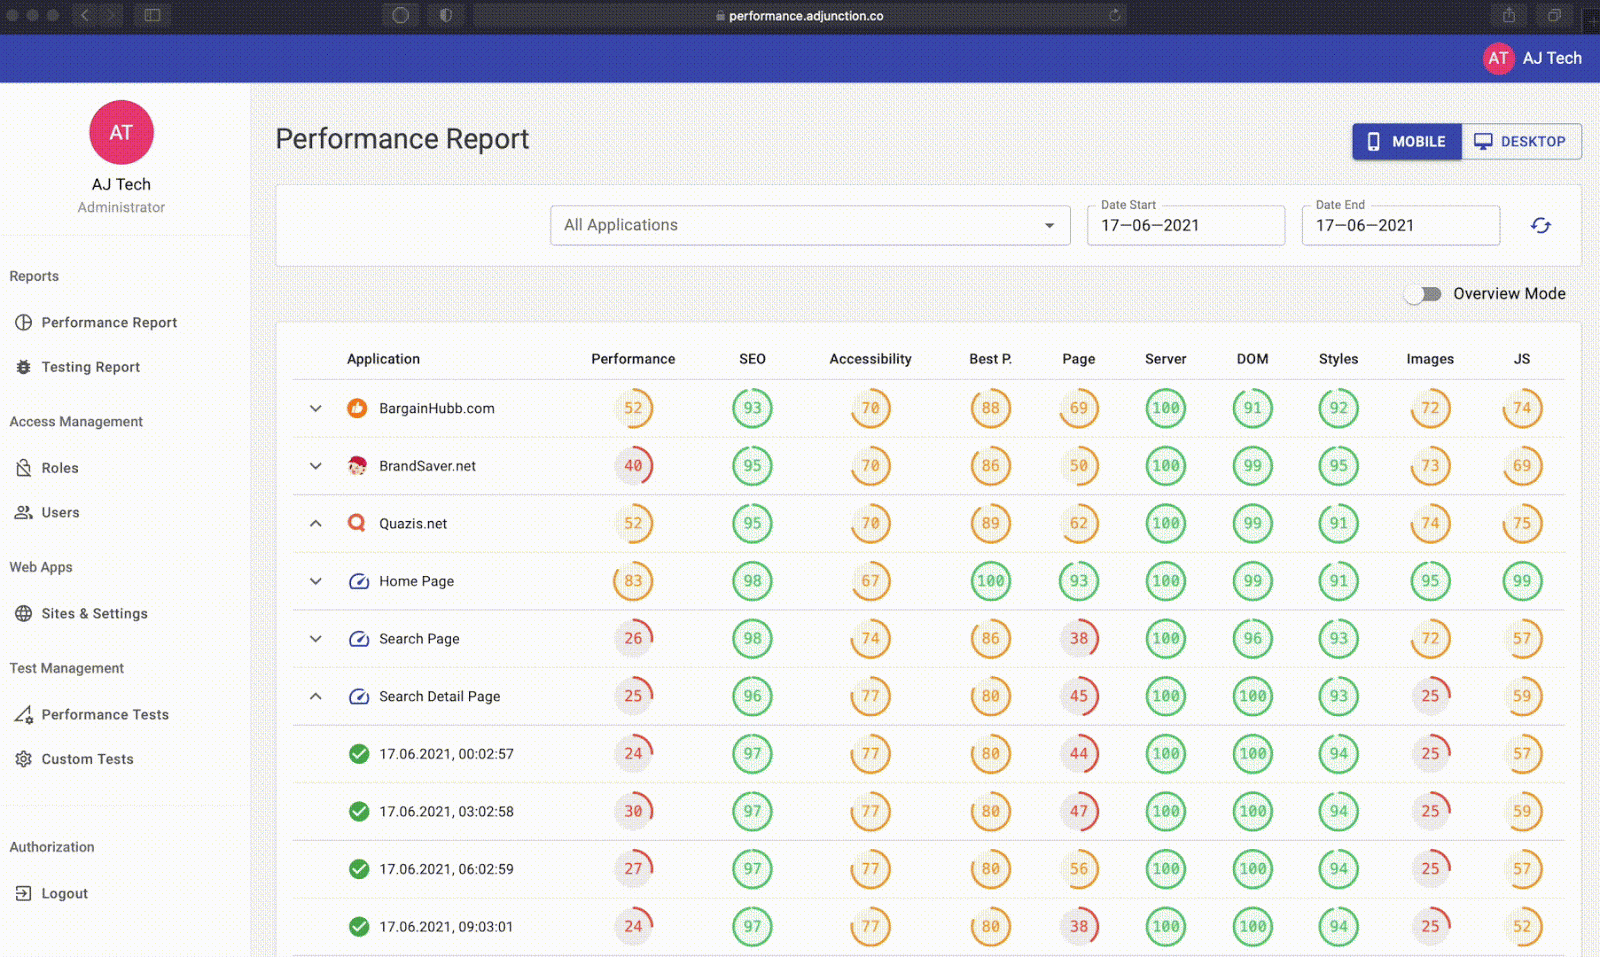 performance.adjunction.co
AT AJ Tech
AT
AJ Tech
Administrator
Reports
Performance Report
Testing Report
Access Management
Roles
Users
Web Apps
Sites & Settings
Test Management
Performance Tests
Custom Tests
Authorization
Logout
Performance Report
MOBILE DESKTOP
All Applications
Date Start
17–06–2021
Date End
17–06–2021
Overview Mode
Application Performance SEO Accessibility Best P. Page Server DOM Styles Images JS
BargainHubb.com 52 93 70 88 69 100 91 92 72 74
BrandSaver.net 40 95 70 86 50 100 99 95 73 69
Quazis.net 52 95 70 89 62 100 99 91 74 75
Home Page 83 98 67 100 93 100 99 91 95 99
Search Page 26 98 74 86 38 100 96 93 72 57
Search Detail Page 25 96 77 80 45 100 100 93 25 59
17.06.2021, 00:02:57 24 97 77 80 44 100 100 94 25 57
17.06.2021, 03:02:58 30 97 77 80 47 100 100 94 25 59
17.06.2021, 06:02:59 27 97 77 80 56 100 100 94 25 57
17.06.2021, 09:03:01 24 97 77 80 38 100 100 94 25 52